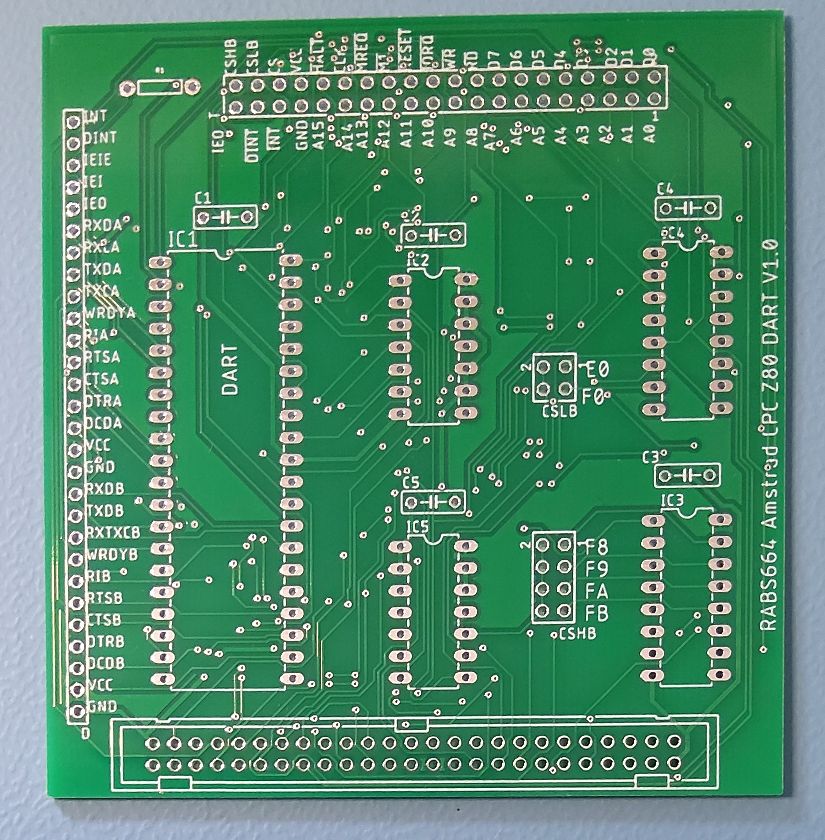 CSHB CSLB CS VCC HALT CLK MREQ M1 RESET IORQ WR RD D7 D6 D5 D4 D3 D2 D1 D0
IEO DINT INT GND A15 A14 A13 A12 A11 A10 A9 A8 A7 A6 A5 A4 A3 A2 A1 A0
1
INT
DINT
IEIE
IEI
IEO
RXDA
RXCA
TXDA
TXCA
WRDYA
RIA
RTSA
CTSA
DTRA
DCDA
VCC
GND
RXDB
TXDB
RXTXCB
WRDYB
RIB
RTSB
CTSB
DTRB
DCDB
VCC
GND
C1
IC1
DART
IC2
C4
IC4
2
E0
F0
CSLB
C5
IC5
C3
IC3
2
F8
F9
FA
FB
CSHB
RABS664 Amstrad CPC Z80 DART V1.0